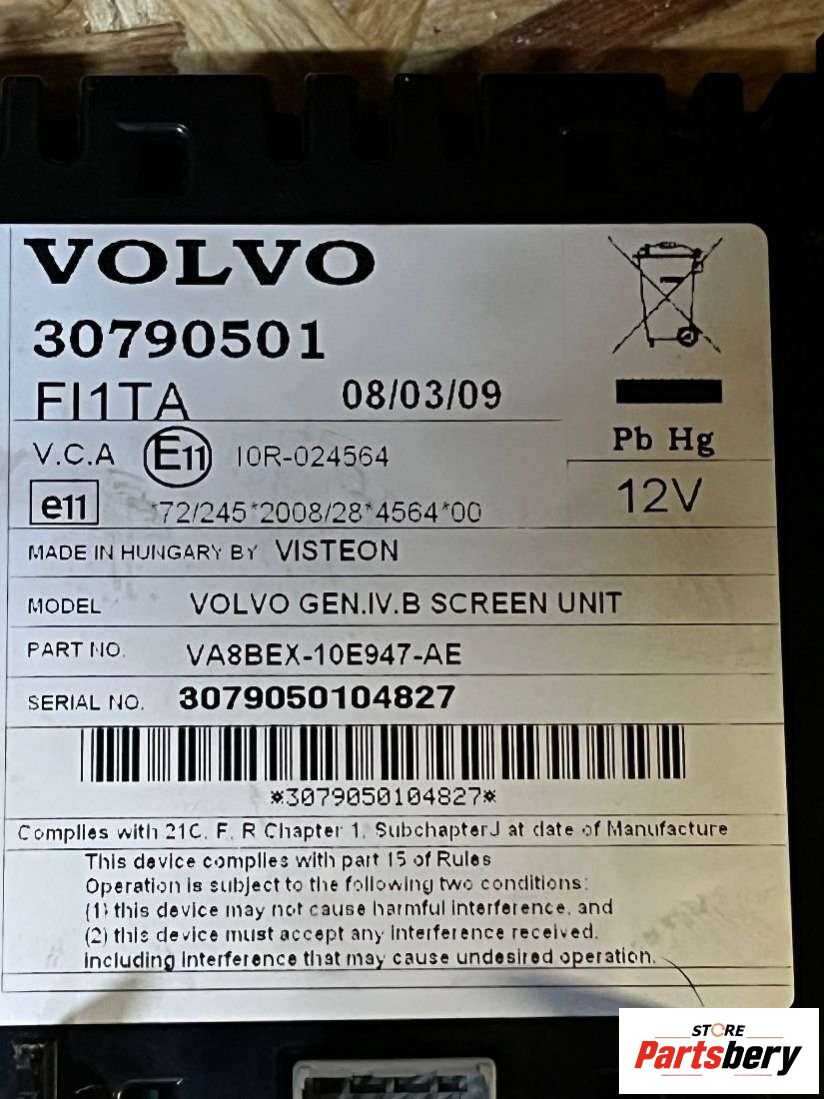 VOLVO
30790501
FI1TA 08/03/09
Pb Hg
V.C.A E11 10R-024564
12V
e11 *72/245*2008/28*4564*00
MADE IN HUNGARY BY VISTEON
MODEL VOLVO GEN.IV.B SCREEN UNIT
PART NO. VA8BEX-10E947-AE
SERIAL NO. 3079050104827
*3079050104827*
Complies with 21C. F. R Chapter 1. Subchapter J at date of Manufacture
This device complies with part 15 of Rules
Operation is subject to the following two conditions:
(1) this device may not cause harmful interference, and
(2) this device must accept any interference received.
including interference that may cause undesired operation.
STORE
Partsbery